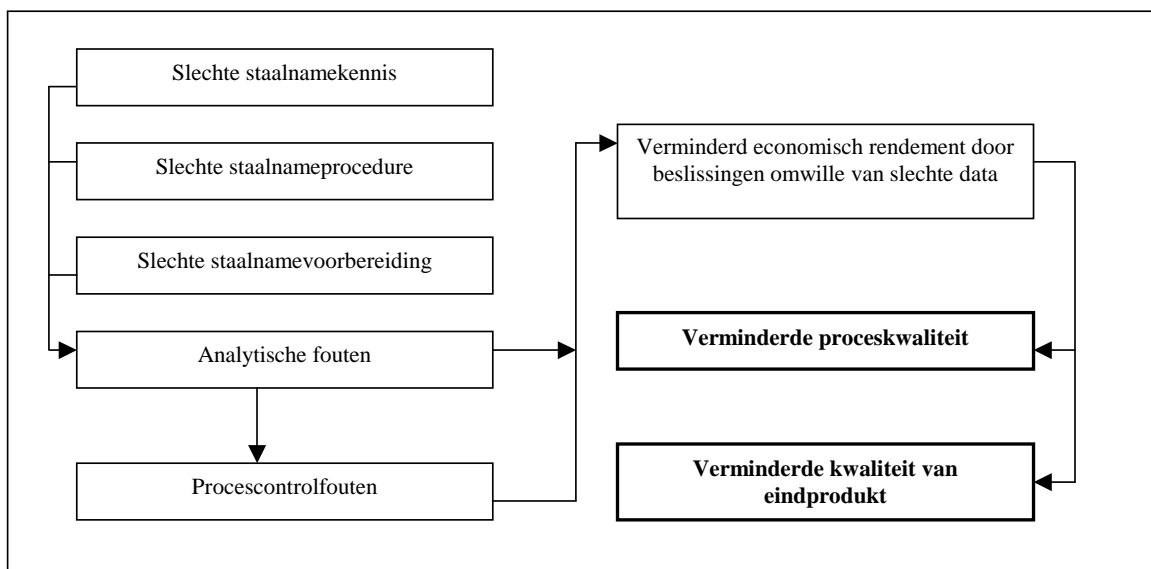 Slechte staalnamekennis
Slechte staalnameprocedure
Slechte staalnamevoorbereiding
Analytische fouten
Procescontrolfouten
Verminderd economisch rendement door
beslissingen omwille van slechte data
Verminderde proceskwaliteit
Verminderde kwaliteit van
eindprodukt